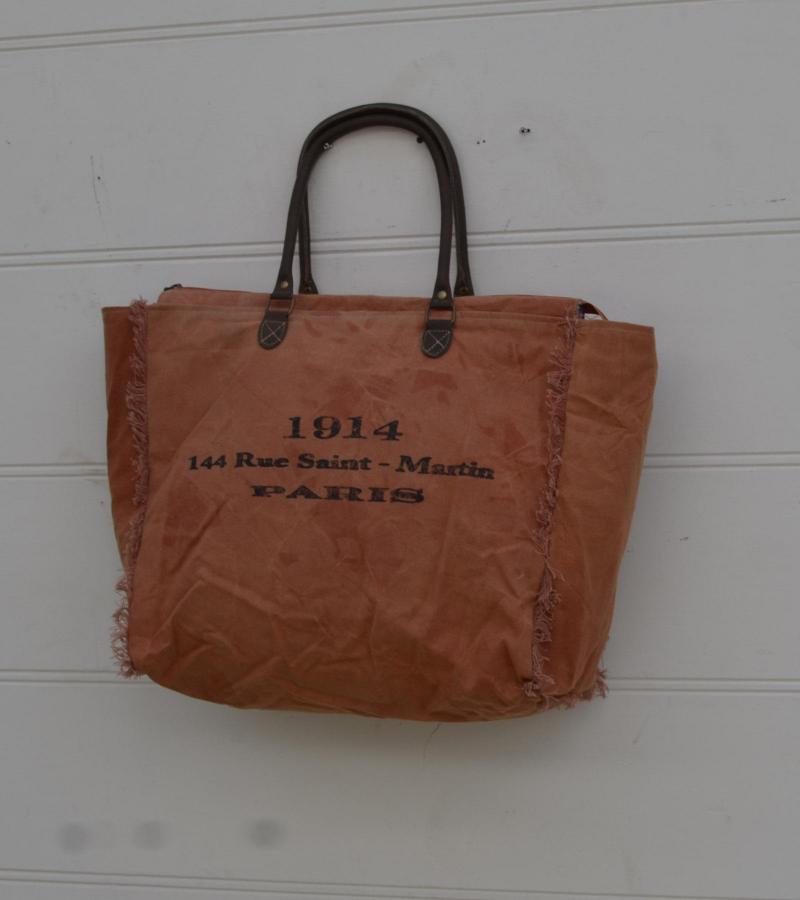 1914
144 Rue Saint - Martin
PARIS